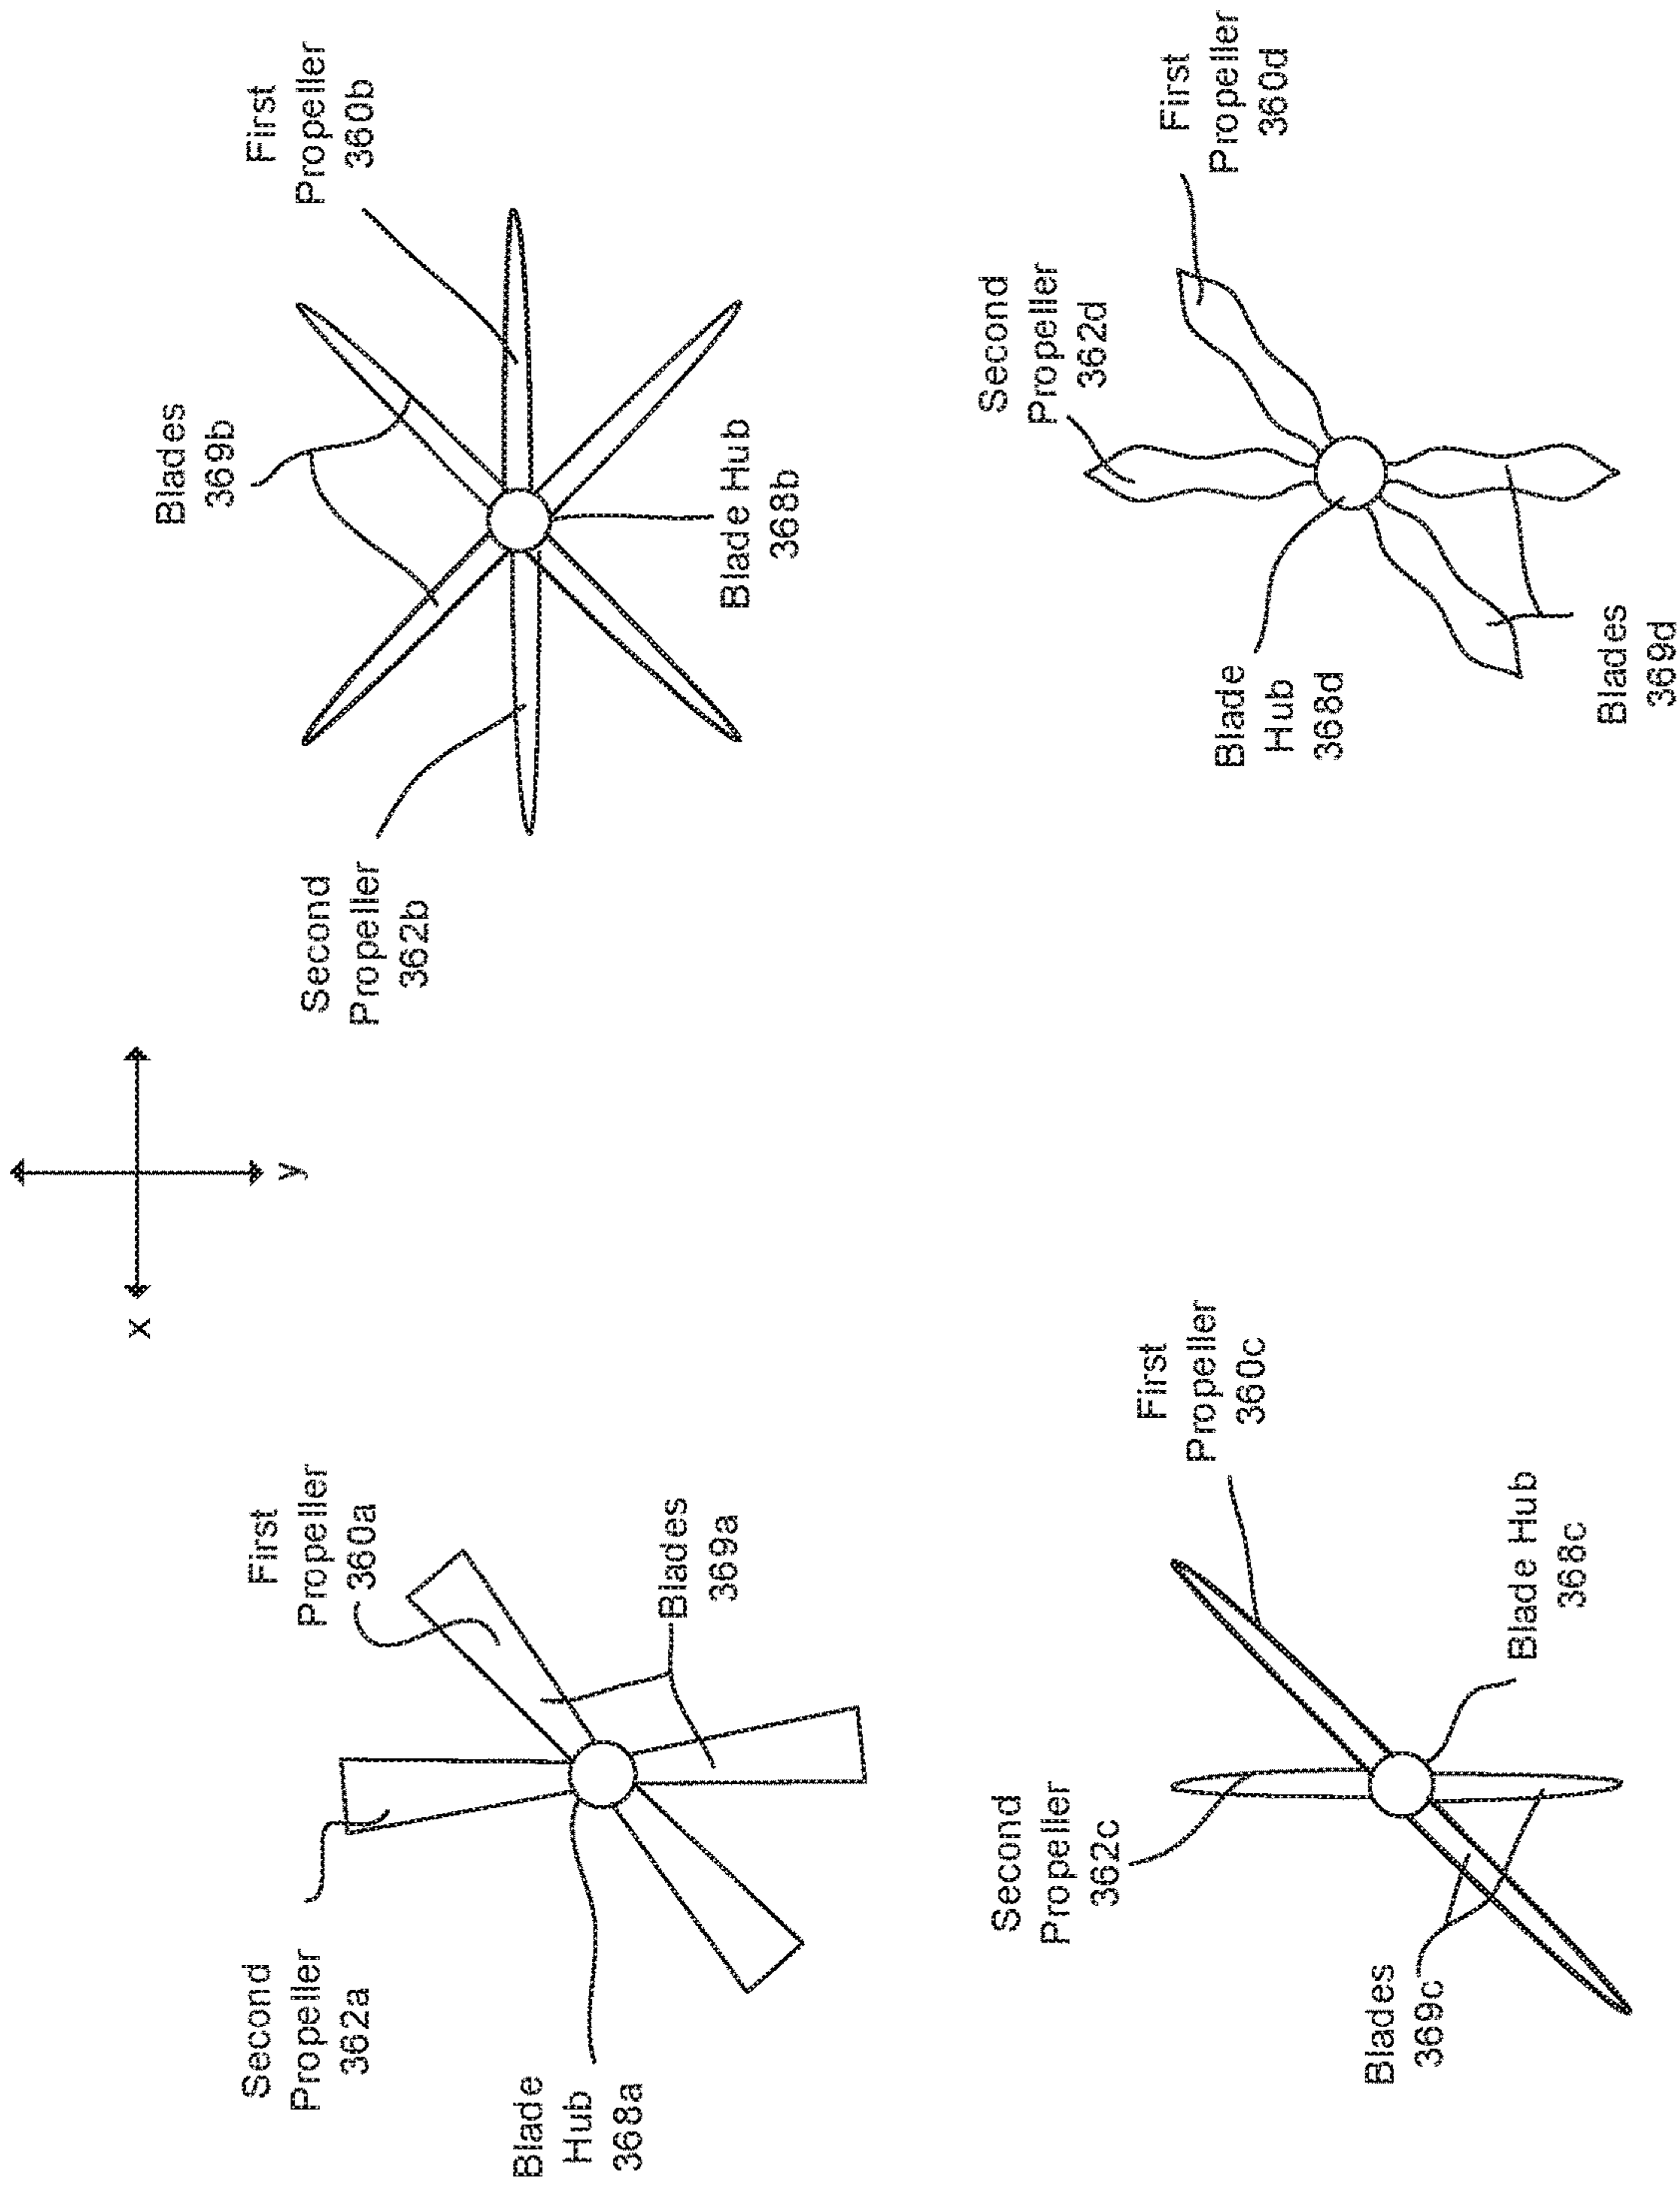 x
y
Second
Propeller
362a
First
Propeller
360a
Blade
Hub
368a
Blades
369a
Second
Propeller
362b
Blades
369b
First
Propeller
360b
Blade Hub
368b
Second
Propeller
362c
First
Propeller
360c
Blades
369c
Blade Hub
368c
Second
Propeller
362d
First
Propeller
360d
Blade
Hub
368d
Blades
369d